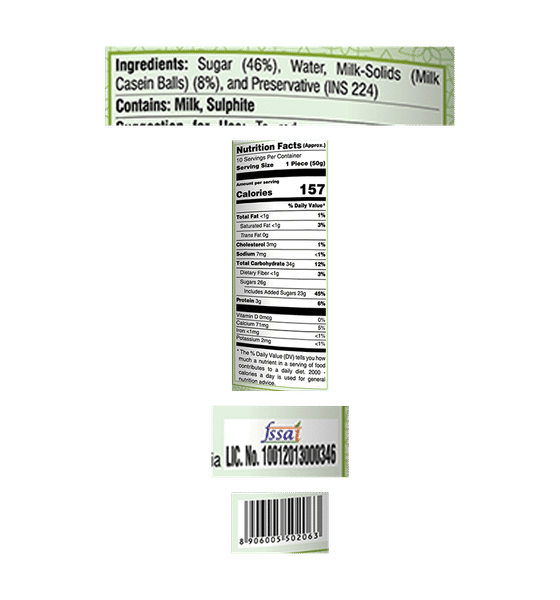 Ingredients: Sugar (46%), Water, Milk-Solids (Milk
Casein Balls) (8%), and Preservative (INS 224)
Contains: Milk, Sulphite
Nutrition Facts (Approx.)
10 Servings Per Container
Serving Size 1 Piece (50g)
Amount per serving
Calories 157
% Daily Value*
Total Fat <1g 1%
Saturated Fat <1g 3%
Trans Fat 0g
Cholesterol 3mg 1%
Sodium 7mg <1%
Total Carbohydrate 34g 12%
Dietary Fiber <1g 3%
Sugars 26g
Includes Added Sugars 23g 45%
Protein 3g 6%
Vitamin D 0mcg 0%
Calcium 71mg 5%
Iron <1mg <1%
Potassium 2mg <1%
* The % Daily Value (DV) tells you how
much a nutrient in a serving of food
contributes to a daily diet. 2000 -
calories a day is used for general
nutrition advice.
fssai
ia LIC. No. 10012013000346
8 906005 502063